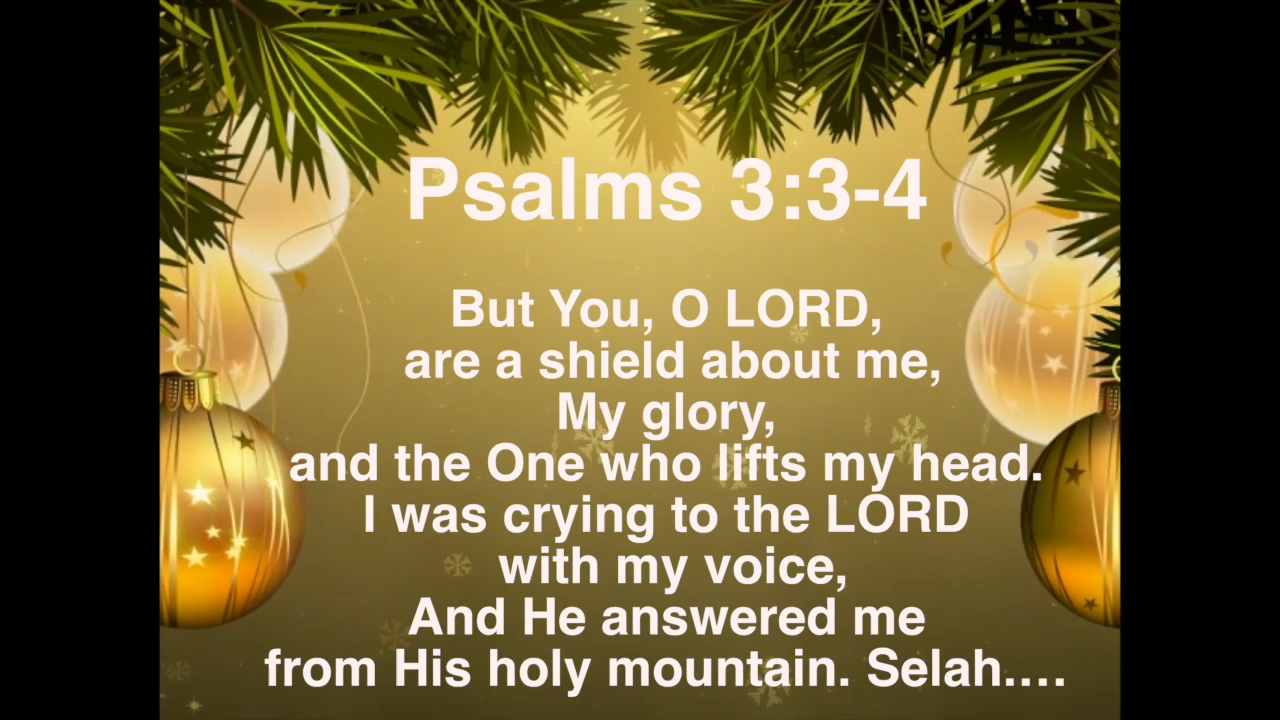 Psalms 3:3-4
But You, O LORD,
are a shield about me,
My glory,
and the One who lifts my head.
I was crying to the LORD
with my voice,
And He answered me
from His holy mountain. Selah....